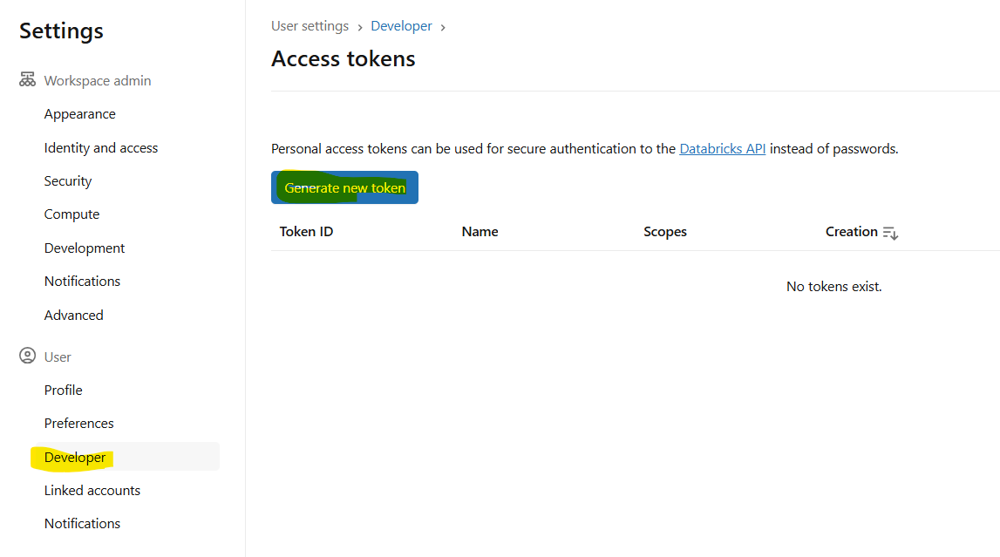 Settings
Workspace admin
Appearance
Identity and access
Security
Compute
Development
Notifications
Advanced
User
Profile
Preferences
Developer
Linked accounts
Notifications
User settings › Developer ›
Access tokens
Personal access tokens can be used for secure authentication to the Databricks API instead of passwords.
Generate new token
Token ID Name Scopes Creation
No tokens exist.